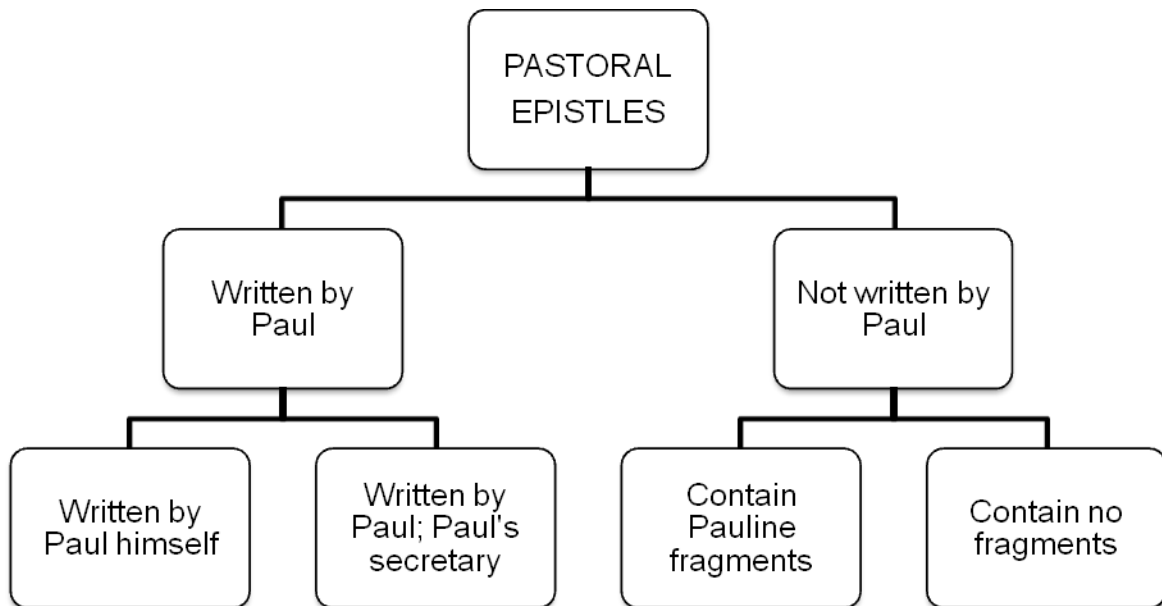 PASTORAL
EPISTLES
Written by
Paul
Not written by
Paul
Written by
Paul himself
Written by
Paul; Paul's
secretary
Contain
Pauline
fragments
Contain no
fragments